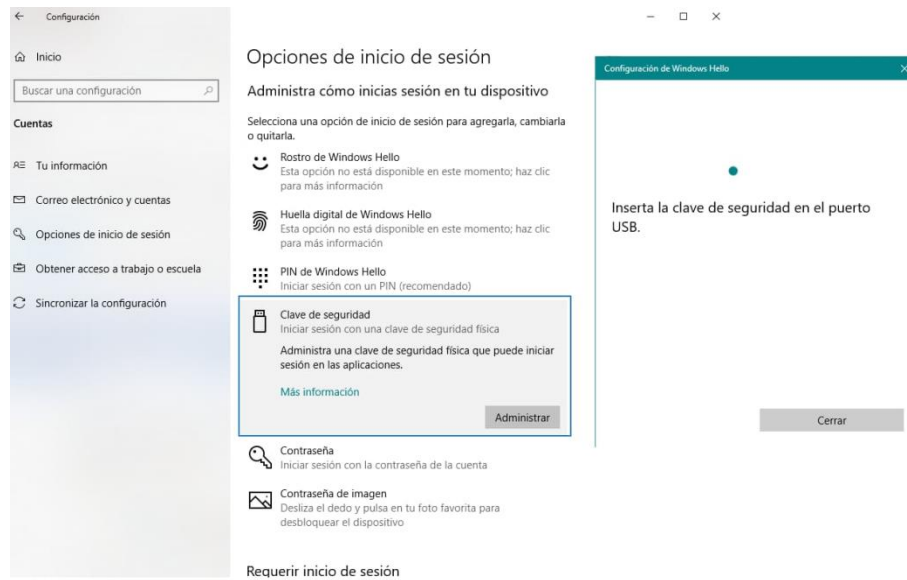 Configuración
Inicio
Buscar una configuración
Cuentas
Tu información
Correo electrónico y cuentas
Opciones de inicio de sesión
Obtener acceso a trabajo o escuela
Sincronizar la configuración
Opciones de inicio de sesión
Administra cómo inicias sesión en tu dispositivo
Selecciona una opción de inicio de sesión para agregarla, cambiarla
o quitarla.
Rostro de Windows Hello
Esta opción no está disponible en este momento; haz clic
para más información
Huella digital de Windows Hello
Esta opción no está disponible en este momento; haz clic
para más información
PIN de Windows Hello
Iniciar sesión con un PIN (recomendado)
Clave de seguridad
Iniciar sesión con una clave de seguridad física
Administra una clave de seguridad física que puede iniciar
sesión en las aplicaciones.
Más información
Administrar
Contraseña
Iniciar sesión con la contraseña de la cuenta
Contraseña de imagen
Desliza el dedo y pulsa en tu foto favorita para
desbloquear el dispositivo
Requerir inicio de sesión
Configuración de Windows Hello
Inserta la clave de seguridad en el puerto
USB.
Cerrar